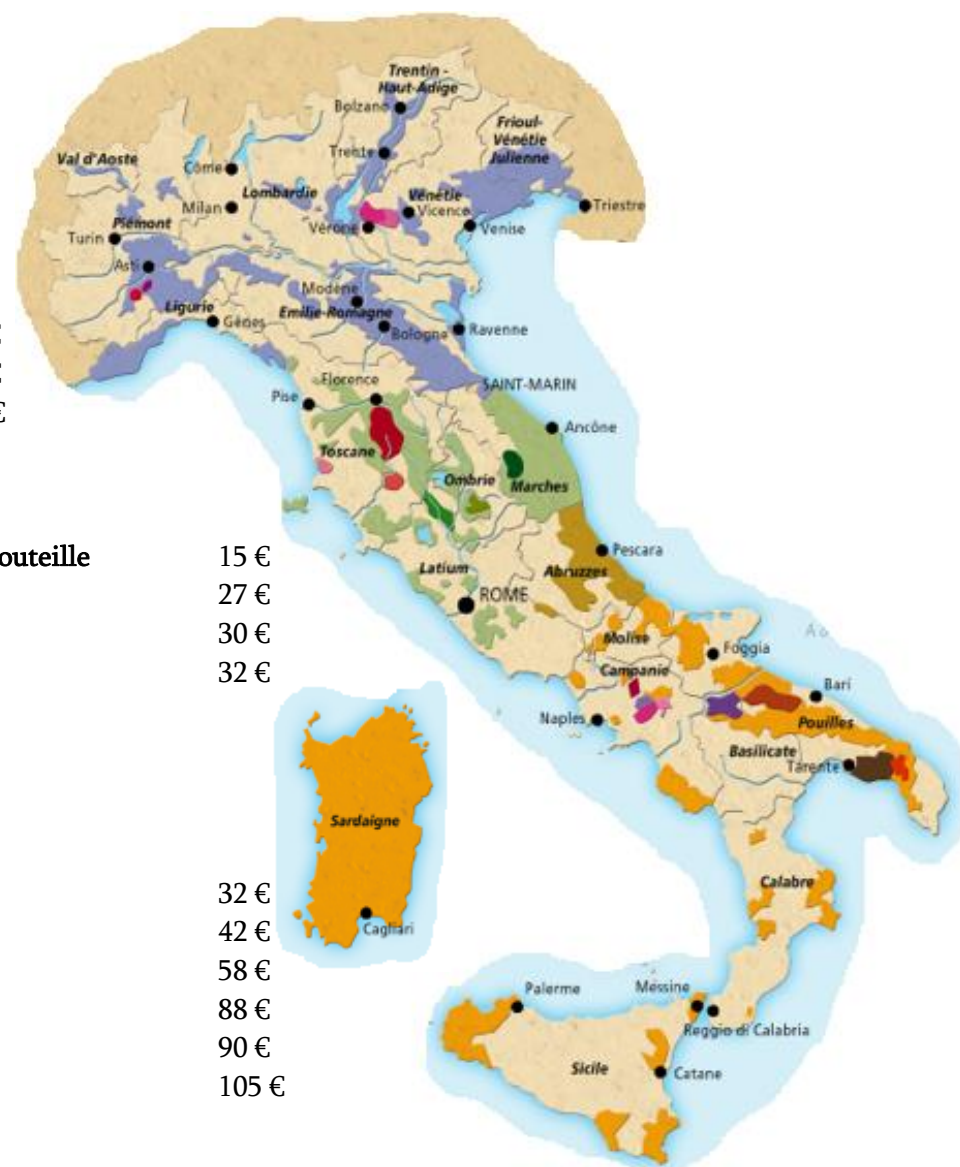 Trentin -
Haut-Adige
Bolzano
Frioul-
Vénétie
Julienne
Trente
Val d'Aoste
Côme
Lombardie
Vénétie
Milan
Vicence
Triestre
Piémont
Vérone
Venise
Turin
Asti
Modène
Ligurie
Emilie-Romagne
Gênes
Bologna
Ravenne
€
Florence
SAINT-MARIN
Pise
Ancône
Toscane
Ombrie
Marches
outeille 15 €
Pescara
Latium
Abruzzes
27 €
ROME
30 €
Molise
Foggia
32 €
Campanie
Bari
Naples
Pouilles
Basilicate
Tarente
Sardaigne
Calabre
32 €
Cagliari
42 €
58 €
Palerme
Messine
88 €
Reggio di Calabria
90 €
Sicile
Catane
105 €